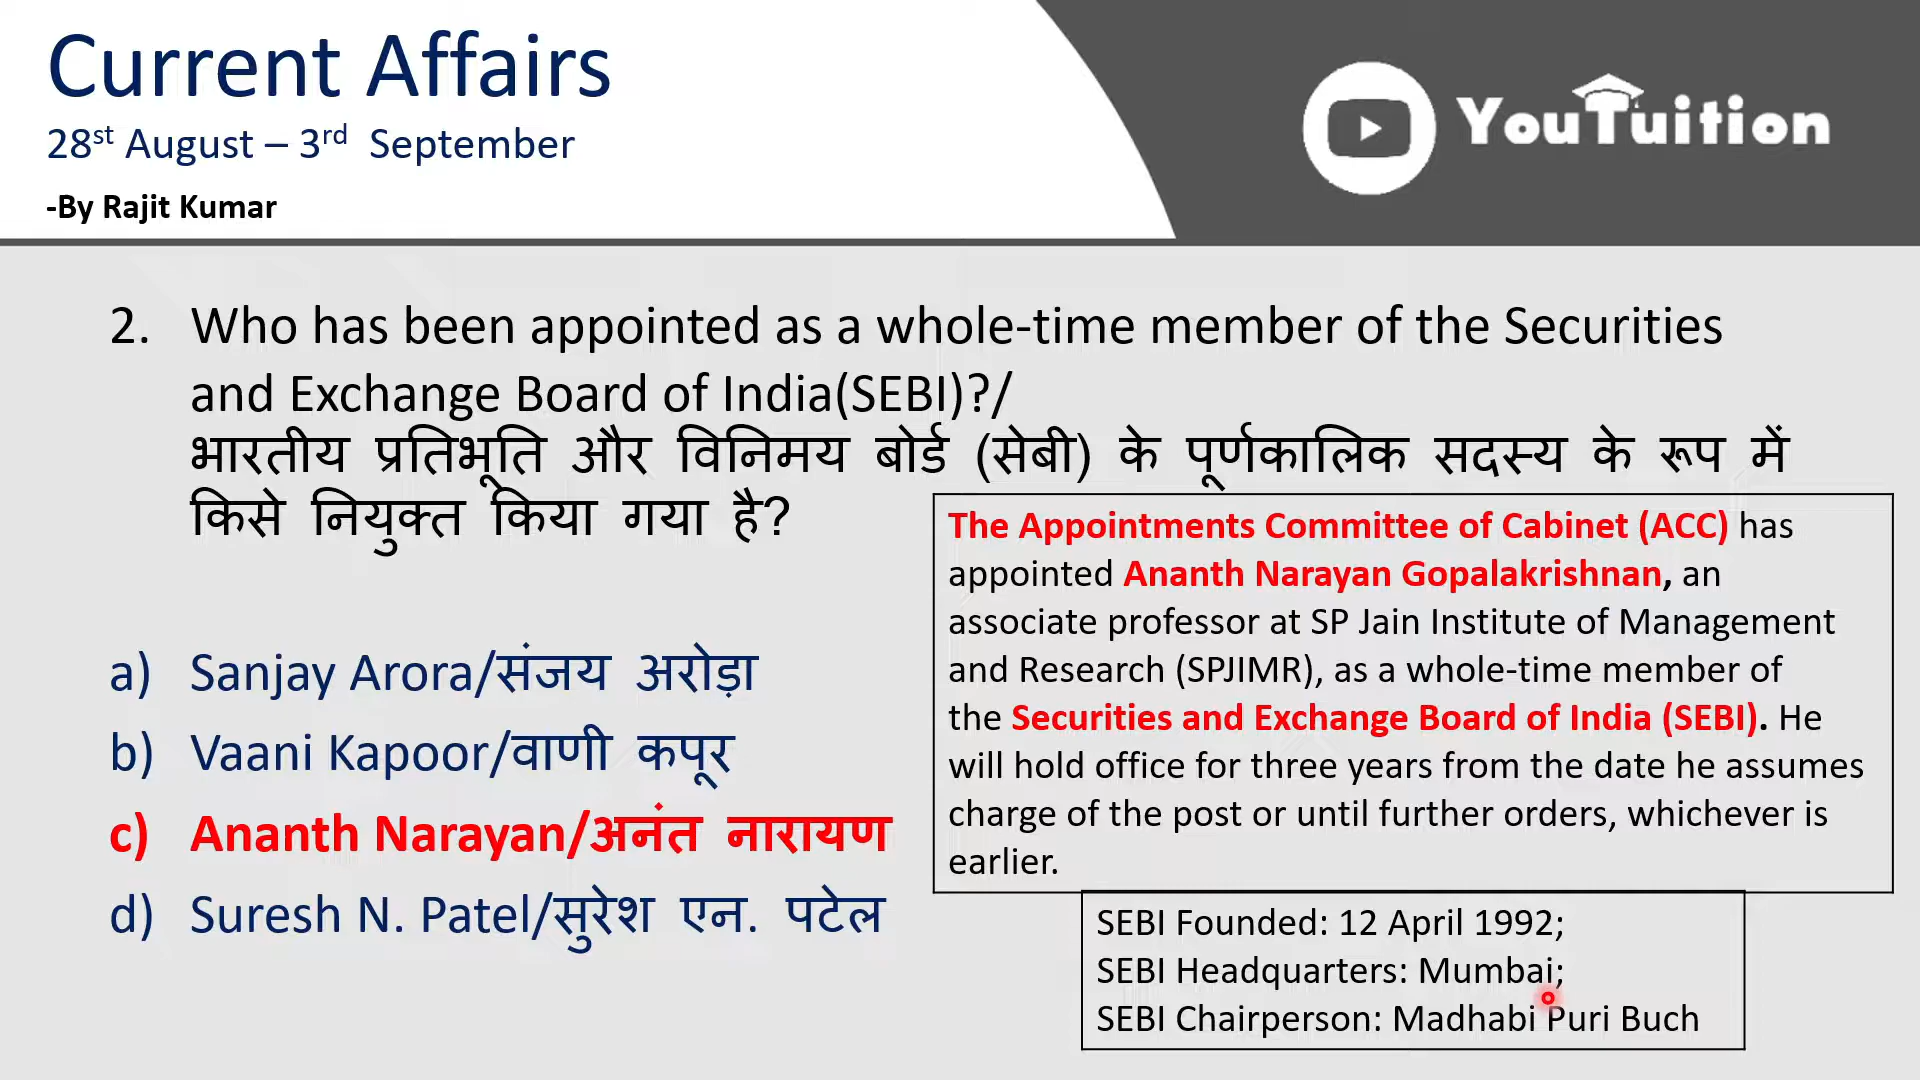 Current Affairs
28st August – 3rd September
-By Rajit Kumar
YouTuition
2. Who has been appointed as a whole-time member of the Securities
and Exchange Board of India(SEBI)?/
भारतीय प्रतिभूति और विनिमय बोर्ड (सेबी) के पूर्णकालिक सदस्य के रूप में
किसे नियुक्त किया गया है?
a) Sanjay Arora/संजय अरोड़ा
b) Vaani Kapoor/वाणी कपूर
c) Ananth Narayan/अनंत नारायण
d) Suresh N. Patel/सुरेश एन. पटेल
The Appointments Committee of Cabinet (ACC) has
appointed Ananth Narayan Gopalakrishnan, an
associate professor at SP Jain Institute of Management
and Research (SPJIMR), as a whole-time member of
the Securities and Exchange Board of India (SEBI). He
will hold office for three years from the date he assumes
charge of the post or until further orders, whichever is
earlier.
SEBI Founded: 12 April 1992;
SEBI Headquarters: Mumbai;
SEBI Chairperson: Madhabi Puri Buch